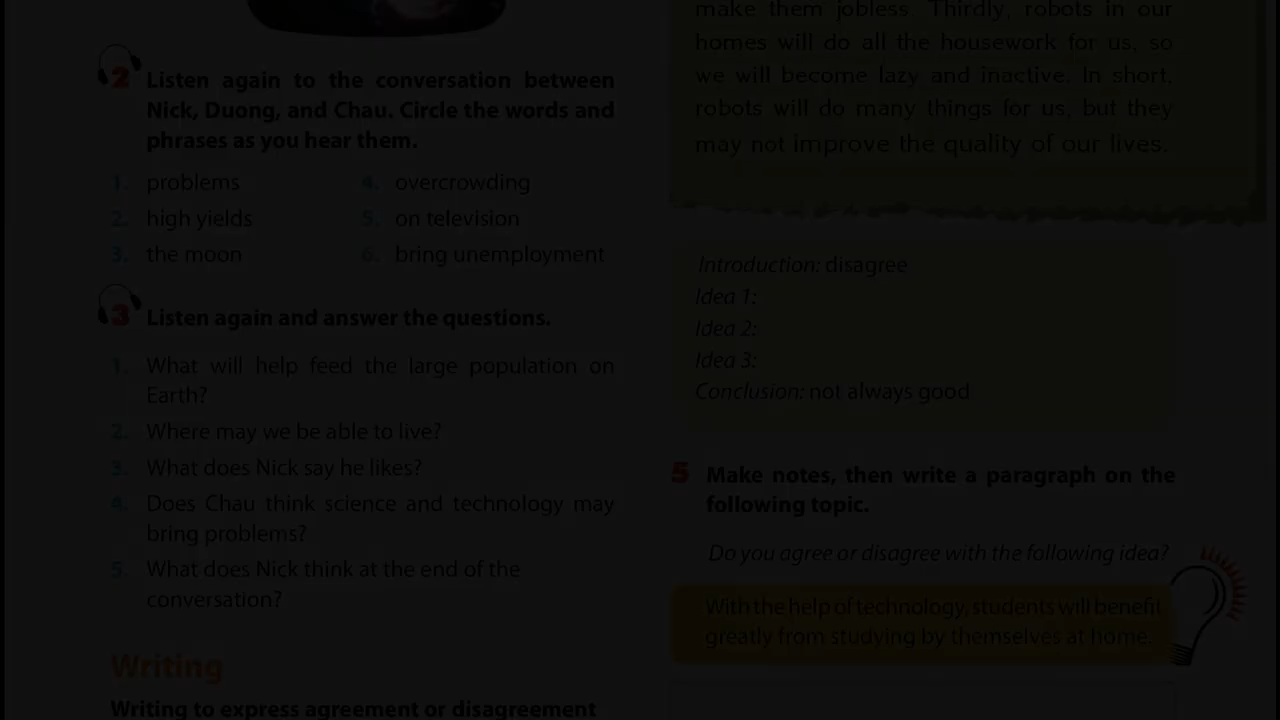 2 Listen again to the conversation between
Nick, Duong, and Chau. Circle the words and
phrases as you hear them.
1. problems
2. high yields
3. the moon
4. overcrowding
5. on television
6. bring unemployment
3 Listen again and answer the questions.
1. What will help feed the large population on
Earth?
2. Where may we be able to live?
3. What does Nick say he likes?
4. Does Chau think science and technology may
bring problems?
5. What does Nick think at the end of the
conversation?
Writing
Writing to express agreement or disagreement
make them jobless. Thirdly, robots in our
homes will do all the housework for us, so
we will become lazy and inactive. In short,
robots will do many things for us, but they
may not improve the quality of our lives.
Introduction: disagree
Idea 1:
Idea 2:
Idea 3:
Conclusion: not always good
5 Make notes, then write a paragraph on the
following topic.
Do you agree or disagree with the following idea?
With the help of technology, students will benefit
greatly from studying by themselves at home.